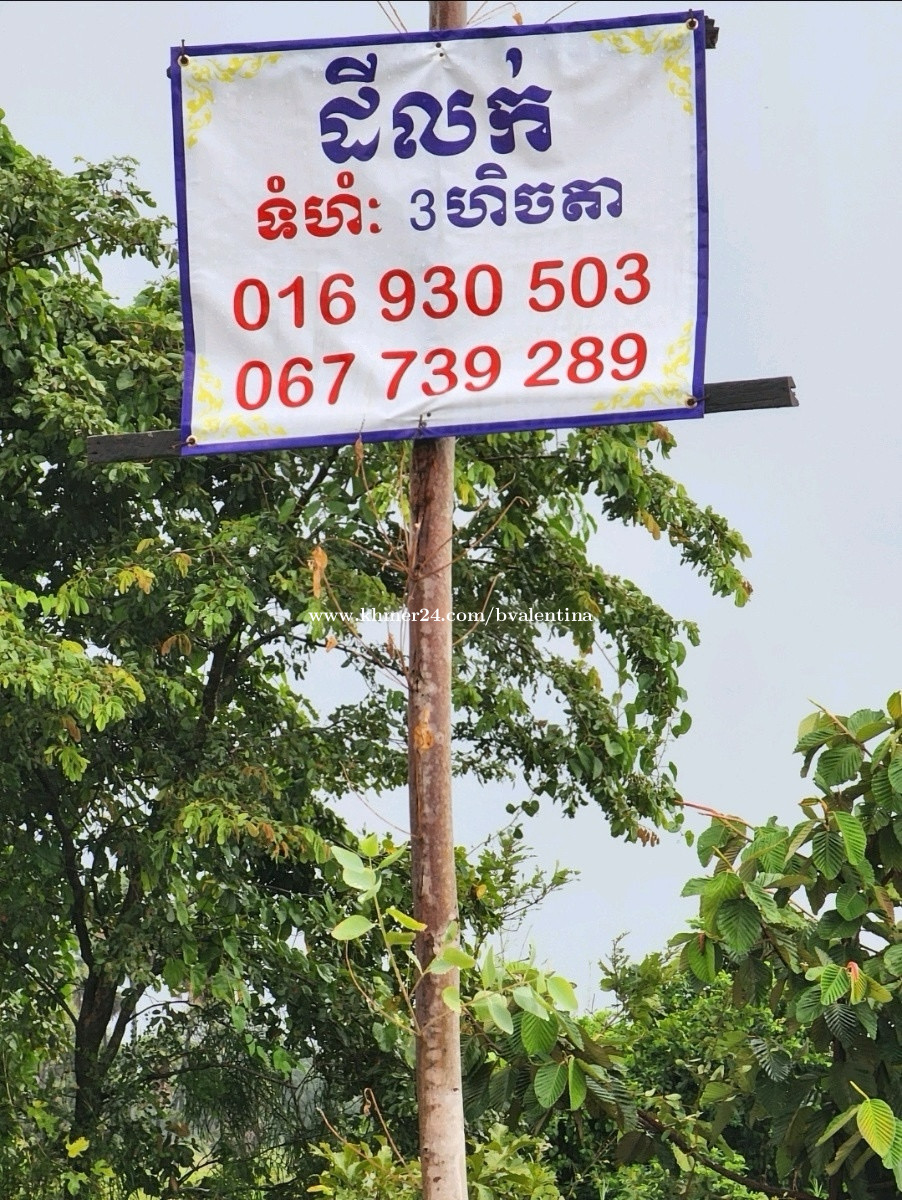 ដីលក់
ទំហំ: 3ហិចតា
016 930 503
067 739 289
www.khmer24.com/bvalentina